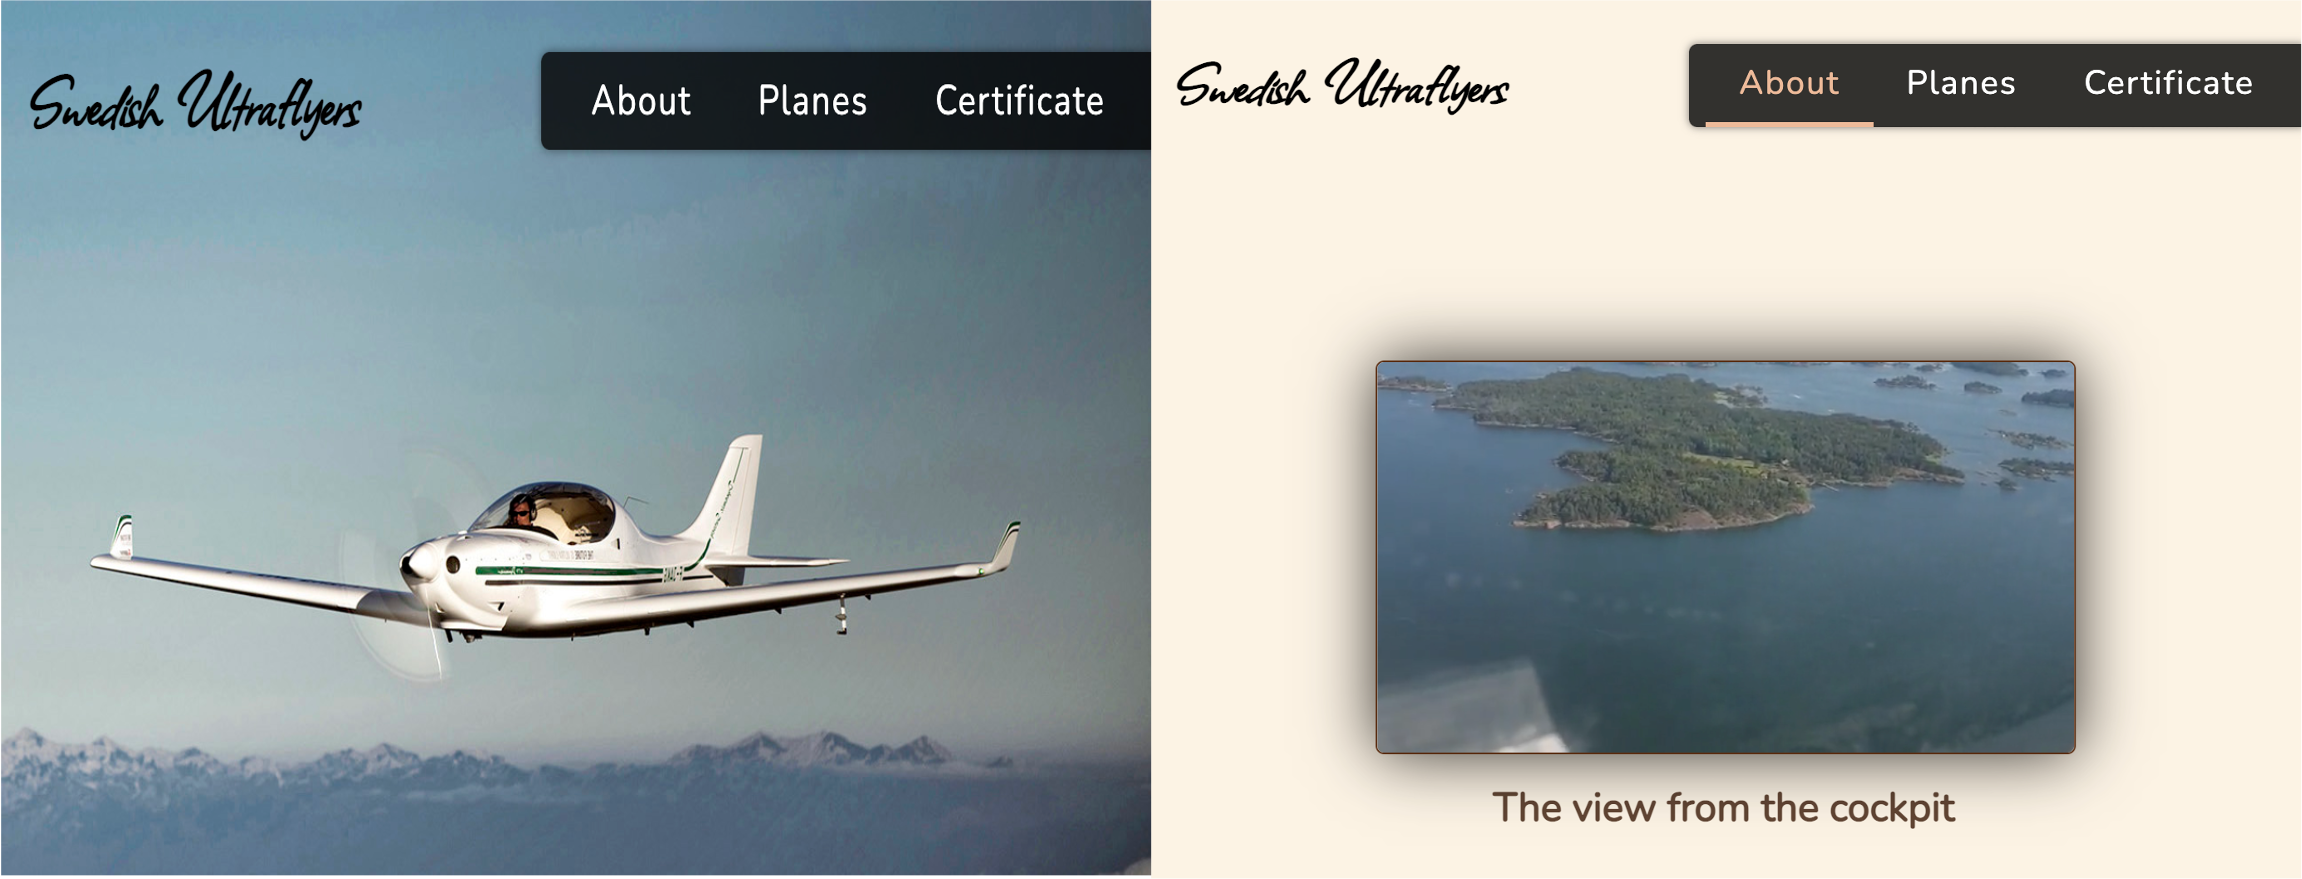 Swedish Ultraflyers
About Planes Certificate
Swedish Ultraflyers
About Planes Certificate
The view from the cockpit